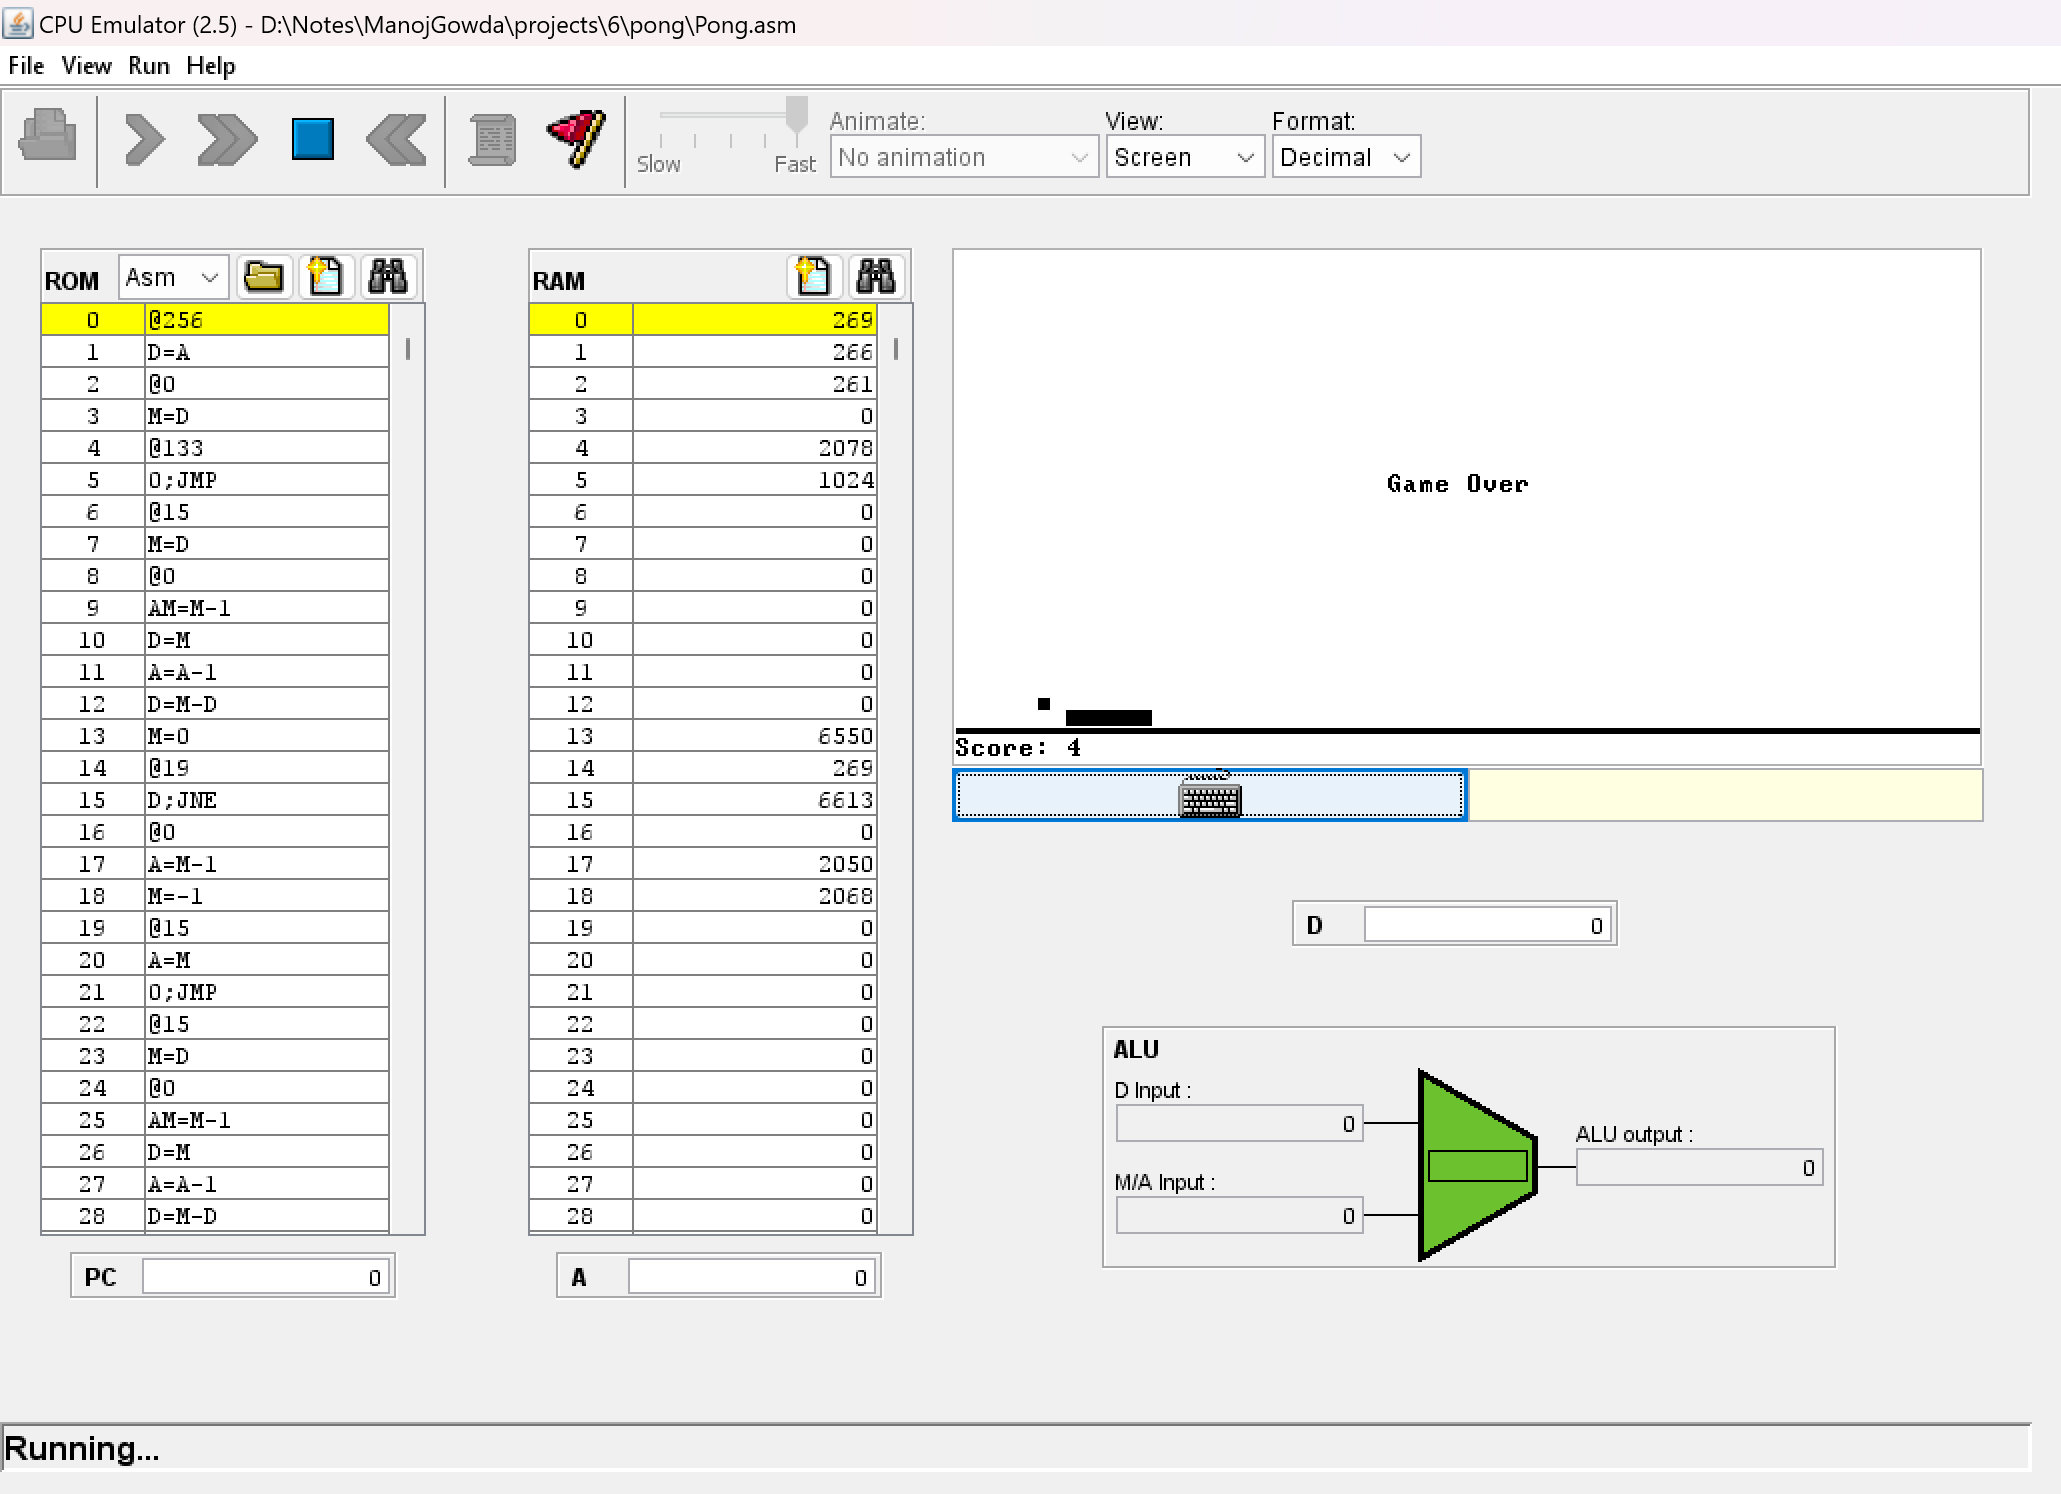 CPU Emulator (2.5) - D:\Notes\ManojGowda\projects\6\pong\Pong.asm
File View Run Help
Animate: View: Format:
Slow Fast No animation Screen Decimal
ROM Asm
0 @256
1 D=A
2 @0
3 M=D
4 @133
5 0;JMP
6 @15
7 M=D
8 @0
9 AM=M-1
10 D=M
11 A=A-1
12 D=M-D
13 M=0
14 @19
15 D;JNE
16 @0
17 A=M-1
18 M=-1
19 @15
20 A=M
21 0;JMP
22 @15
23 M=D
24 @0
25 AM=M-1
26 D=M
27 A=A-1
28 D=M-D
PC 0
RAM
0 269
1 266
2 261
3 0
4 2078
5 1024
6 0
7 0
8 0
9 0
10 0
11 0
12 0
13 6550
14 269
15 6613
16 0
17 2050
18 2068
19 0
20 0
21 0
22 0
23 0
24 0
25 0
26 0
27 0
28 0
A 0
Game Over
Score: 4
D 0
ALU
D Input :
0
M/A Input :
0
ALU output :
0
Running...